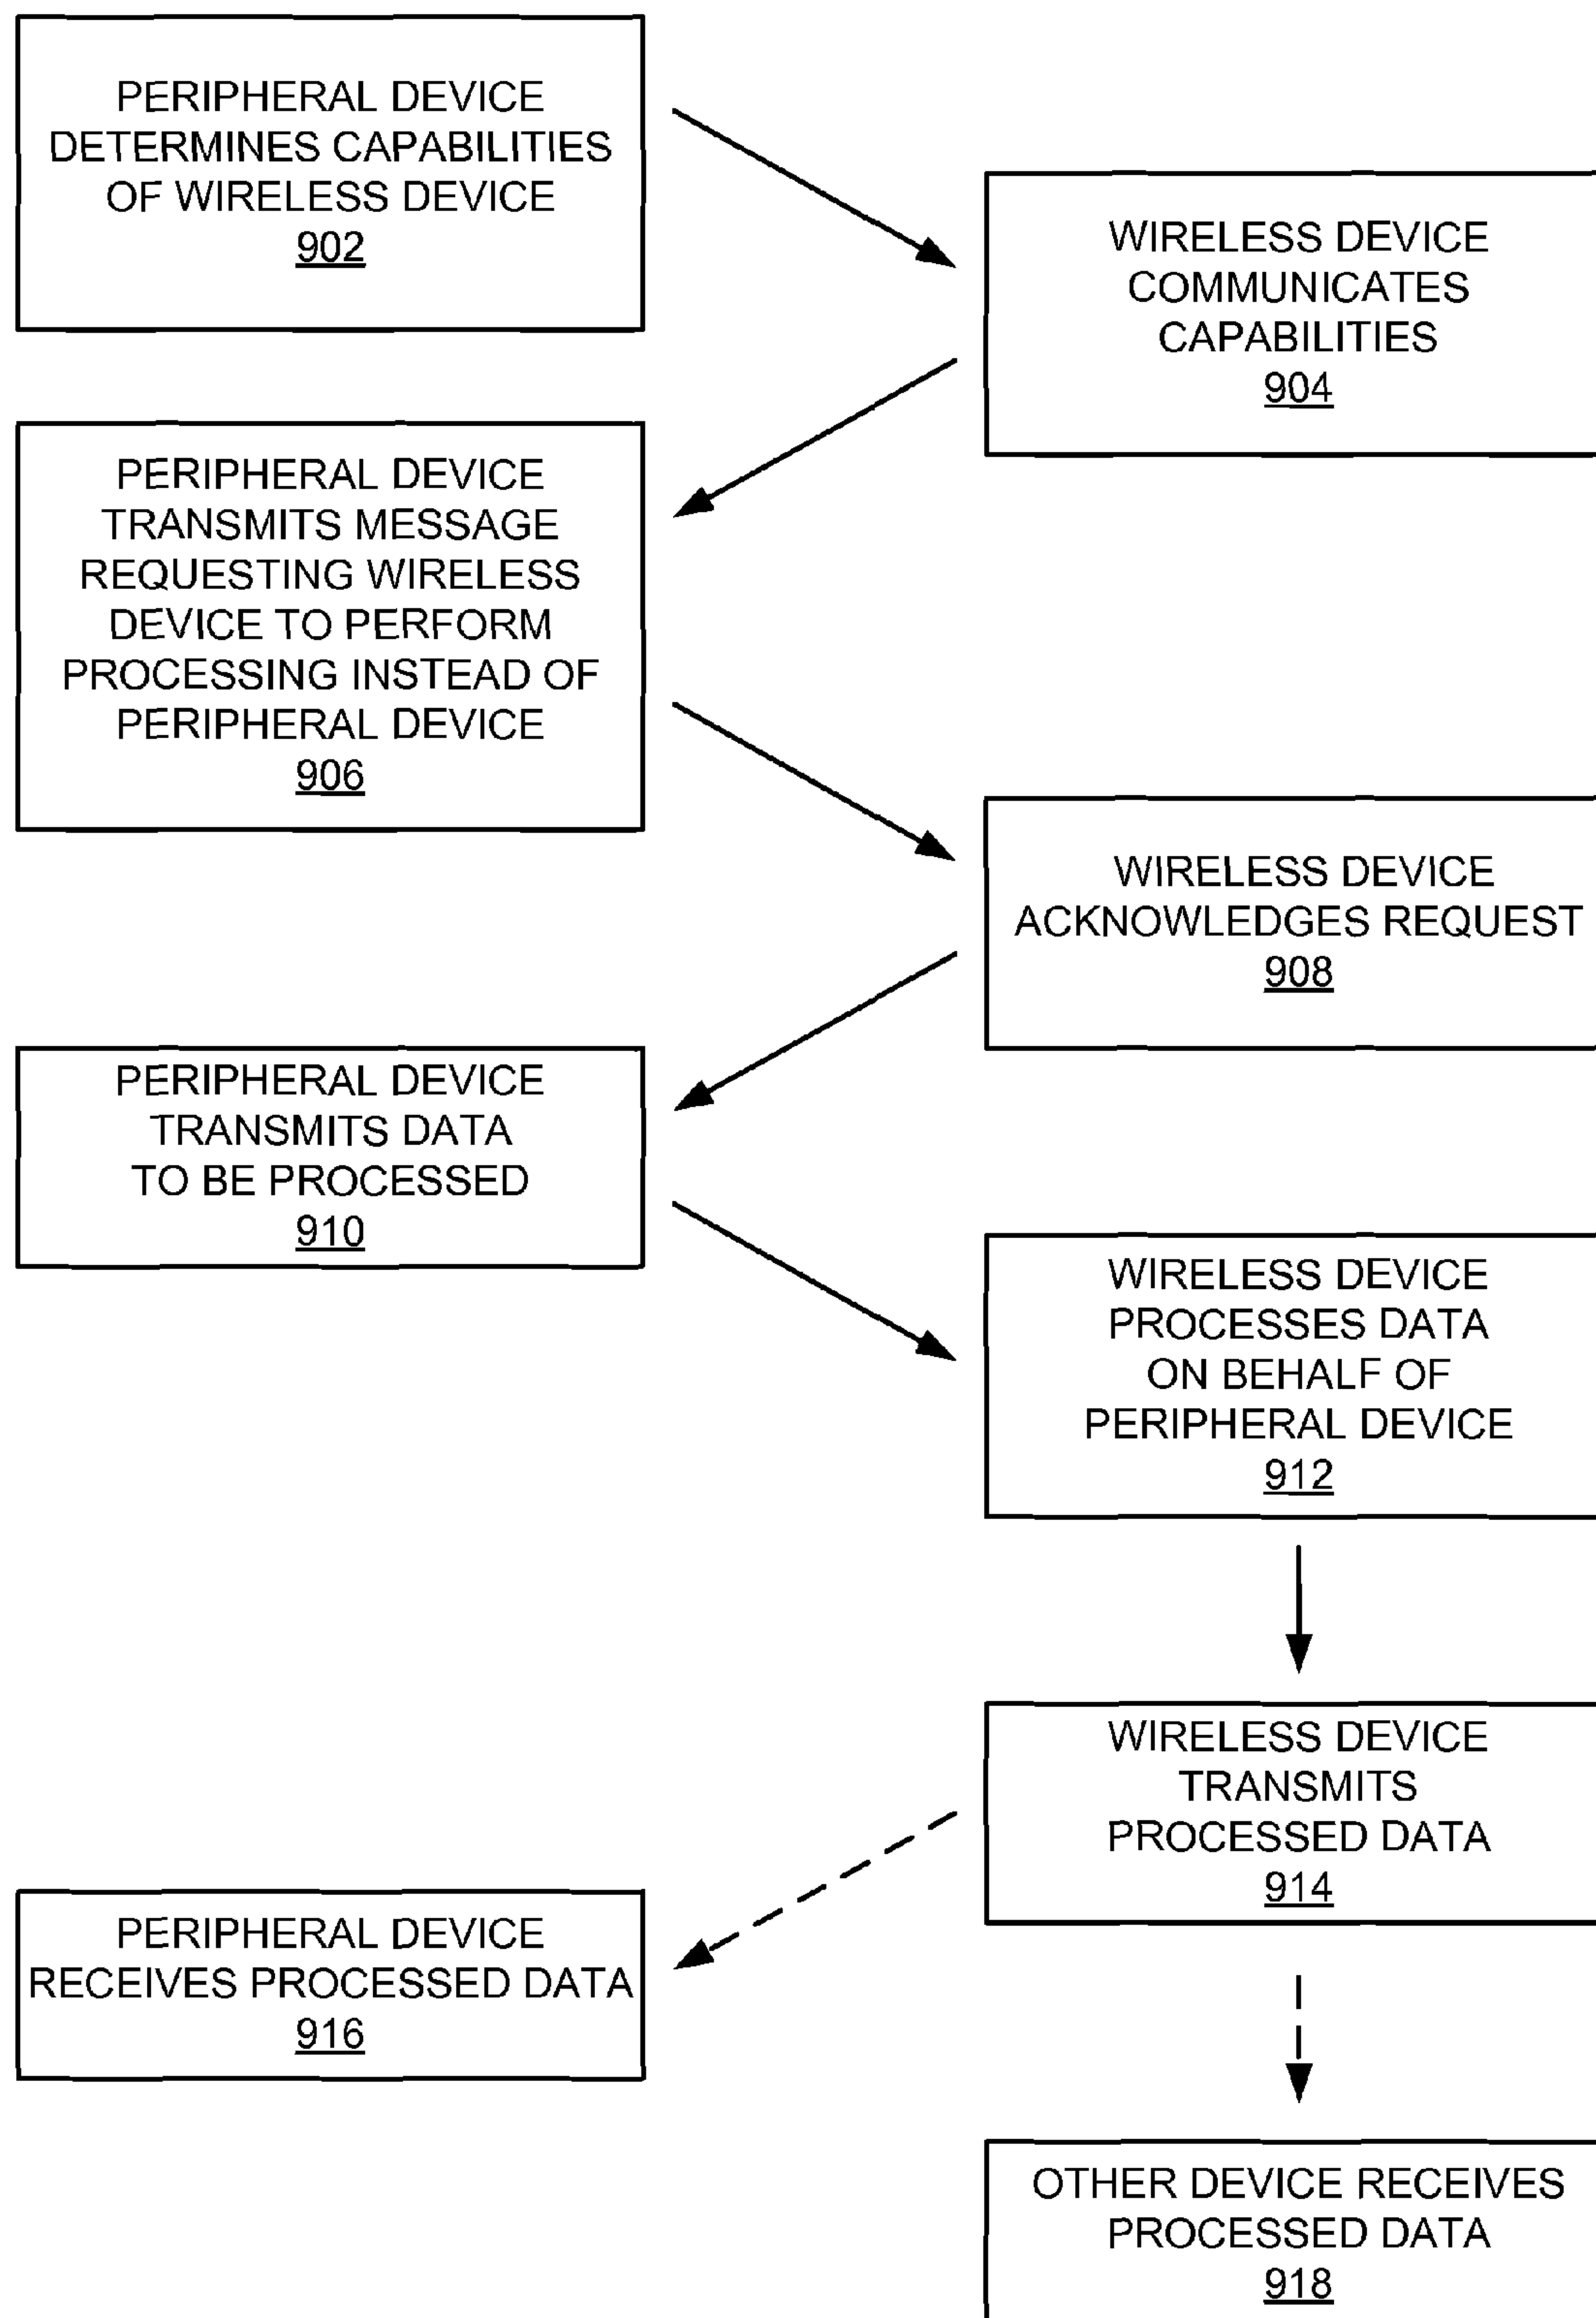 PERIPHERAL DEVICE
DETERMINES CAPABILITIES
OF WIRELESS DEVICE
902
WIRELESS DEVICE
COMMUNICATES
CAPABILITIES
904
PERIPHERAL DEVICE
TRANSMITS MESSAGE
REQUESTING WIRELESS
DEVICE TO PERFORM
PROCESSING INSTEAD OF
PERIPHERAL DEVICE
906
WIRELESS DEVICE
ACKNOWLEDGES REQUEST
908
PERIPHERAL DEVICE
TRANSMITS DATA
TO BE PROCESSED
910
WIRELESS DEVICE
PROCESSES DATA
ON BEHALF OF
PERIPHERAL DEVICE
912
WIRELESS DEVICE
TRANSMITS
PROCESSED DATA
914
PERIPHERAL DEVICE
RECEIVES PROCESSED DATA
916
OTHER DEVICE RECEIVES
PROCESSED DATA
918